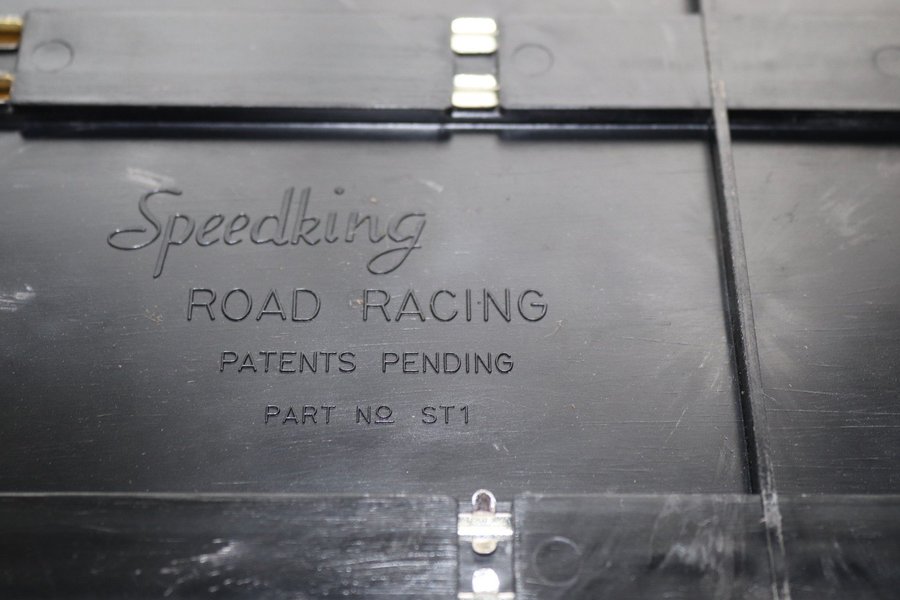 Speedking
ROAD RACING
PATENTS PENDING
PART Nº ST1